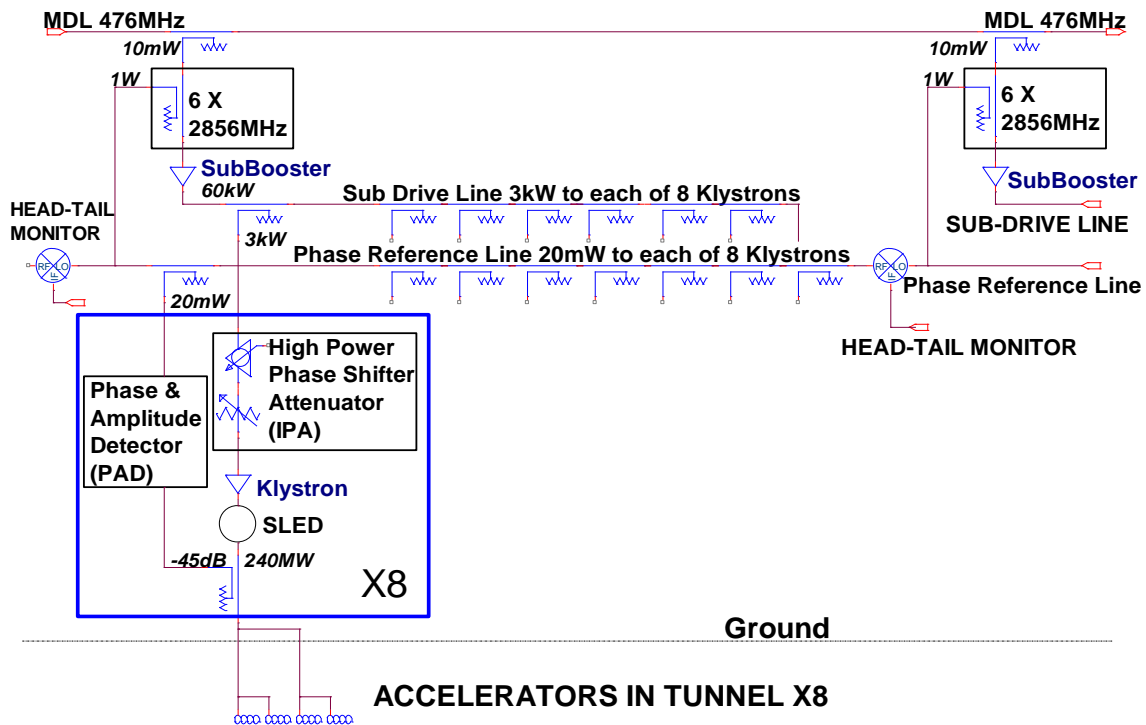 MDL 476MHz
MDL 476MHz
10mW
10mW
1W
1W
6 X
2856MHz
6 X
2856MHz
SubBooster
60kW
SubBooster
Sub Drive Line 3kW to each of 8 Klystrons
HEAD-TAIL
MONITOR
SUB-DRIVE LINE
3kW
Phase Reference Line 20mW to each of 8 Klystrons
RF LO
IF
RF LO
IF
Phase Reference Line
20mW
HEAD-TAIL MONITOR
High Power
Phase Shifter
Attenuator
(IPA)
Phase &
Amplitude
Detector
(PAD)
Klystron
SLED
-45dB
240MW
X8
Ground
ACCELERATORS IN TUNNEL X8